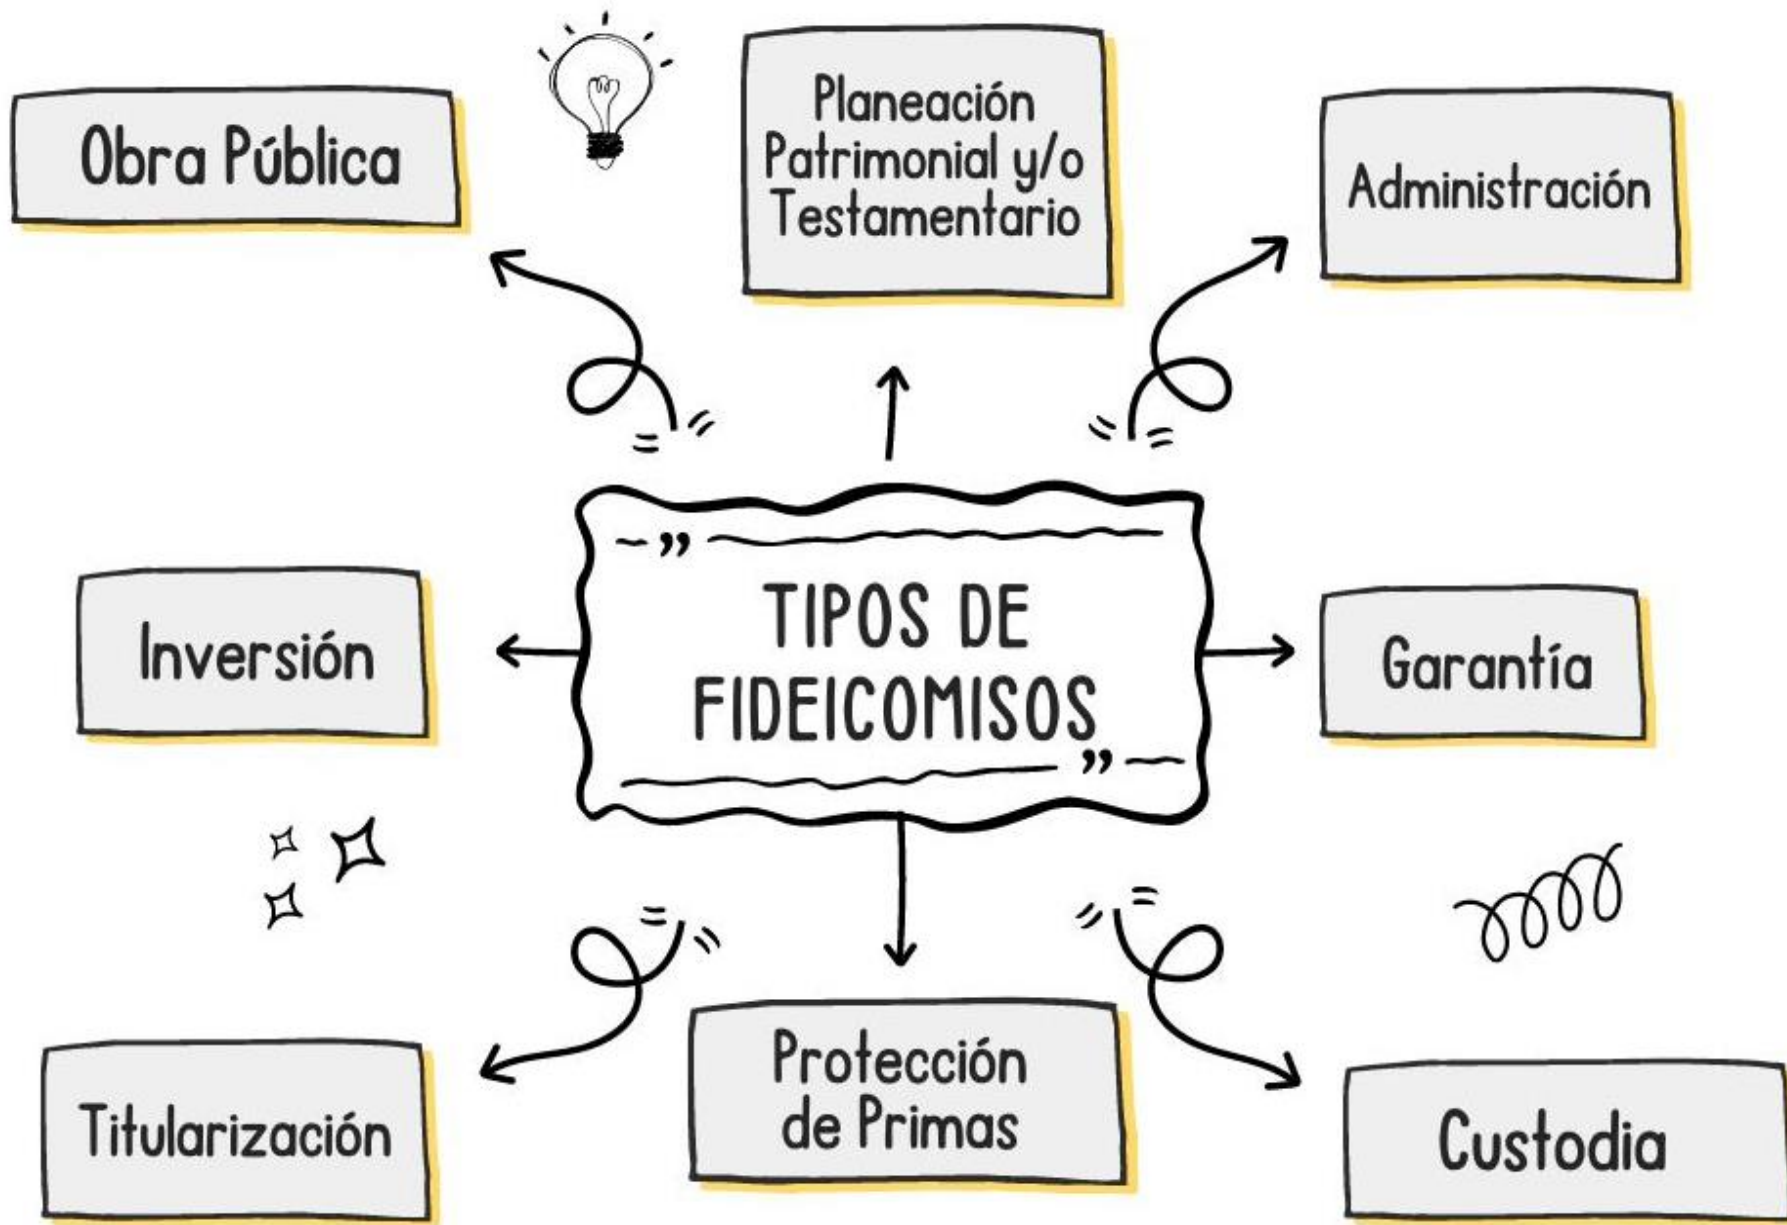 Obra Pública
Planeación
Patrimonial y/o
Testamentario
Administración
Inversión
TIPOS DE
FIDEICOMISOS
Garantía
Titularización
Protección
de Primas
Custodia